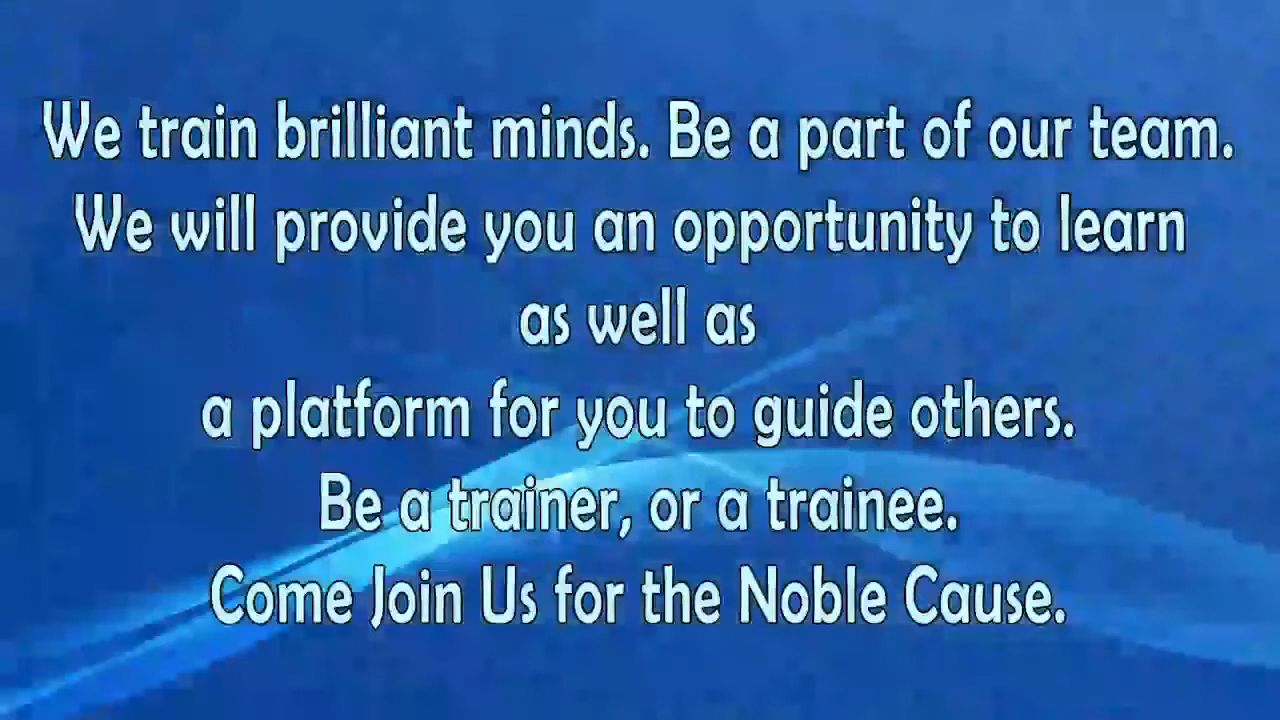 We train brilliant minds. Be a part of our team.
We will provide you an opportunity to learn
as well as
a platform for you to guide others.
Be a trainer, or a trainee.
Come Join Us for the Noble Cause.